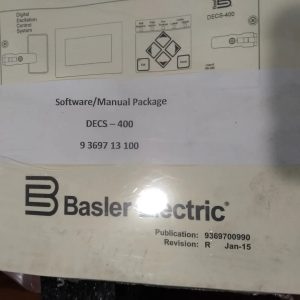 Digital
Excitation
Control
System
DECS-400
Software/Manual Package
DECS – 400
9 3697 13 100
Basler Electric®
Publication: 9369700990
Revision: R Jan-15